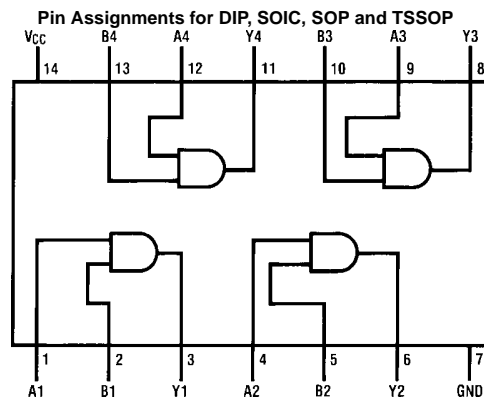 Pin Assignments for DIP, SOIC, SOP and TSSOP
VCC B4 A4 Y4 B3 A3 Y3
14 13 12 11 10 9 8
1 2 3 4 5 6 7
A1 B1 Y1 A2 B2 Y2 GND